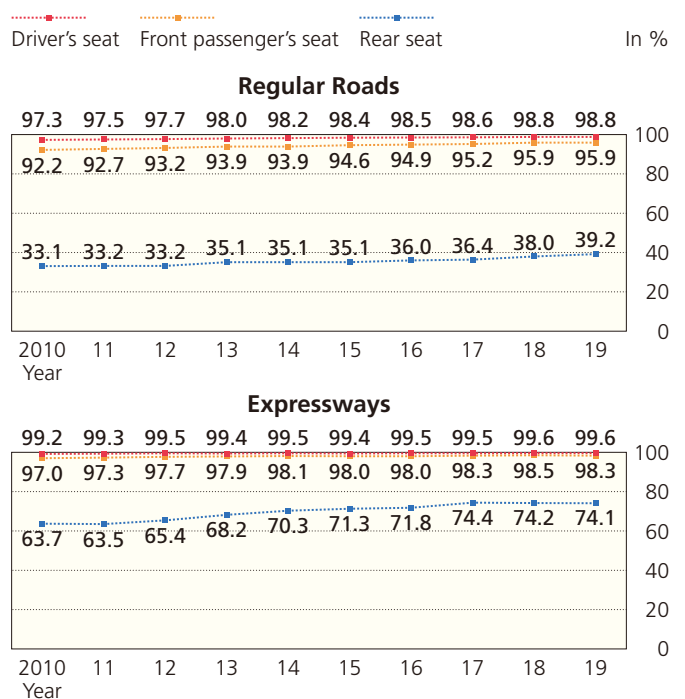 Driver's seat Front passenger's seat Rear seat In %
Regular Roads
97.3 97.5 97.7 98.0 98.2 98.4 98.5 98.6 98.8 98.8
100
92.2 92.7 93.2 93.9 93.9 94.6 94.9 95.2 95.9 95.9
80
60
33.1 33.2 33.2 35.1 35.1 35.1 36.0 36.4 38.0 39.2
40
20
0
2010 11 12 13 14 15 16 17 18 19
Year
Expressways
99.2 99.3 99.5 99.4 99.5 99.4 99.5 99.5 99.6 99.6
100
97.0 97.3 97.7 97.9 98.1 98.0 98.0 98.3 98.5 98.3
80
63.7 63.5 65.4 68.2 70.3 71.3 71.8 74.4 74.2 74.1
60
40
20
0
2010 11 12 13 14 15 16 17 18 19
Year